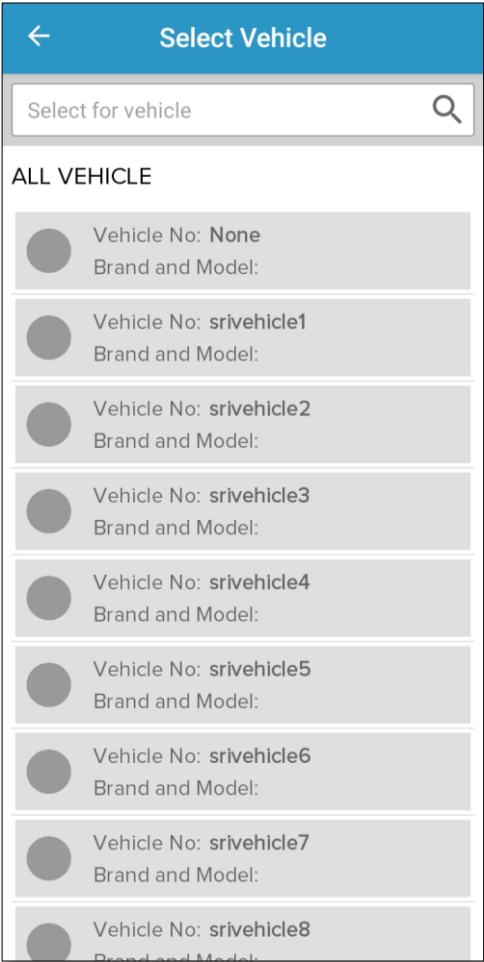 Select Vehicle
Select for vehicle
ALL VEHICLE
Vehicle No: None
Brand and Model:
Vehicle No: srivehicle1
Brand and Model:
Vehicle No: srivehicle2
Brand and Model:
Vehicle No: srivehicle3
Brand and Model:
Vehicle No: srivehicle4
Brand and Model:
Vehicle No: srivehicle5
Brand and Model:
Vehicle No: srivehicle6
Brand and Model:
Vehicle No: srivehicle7
Brand and Model:
Vehicle No: srivehicle8
Brand and Model: